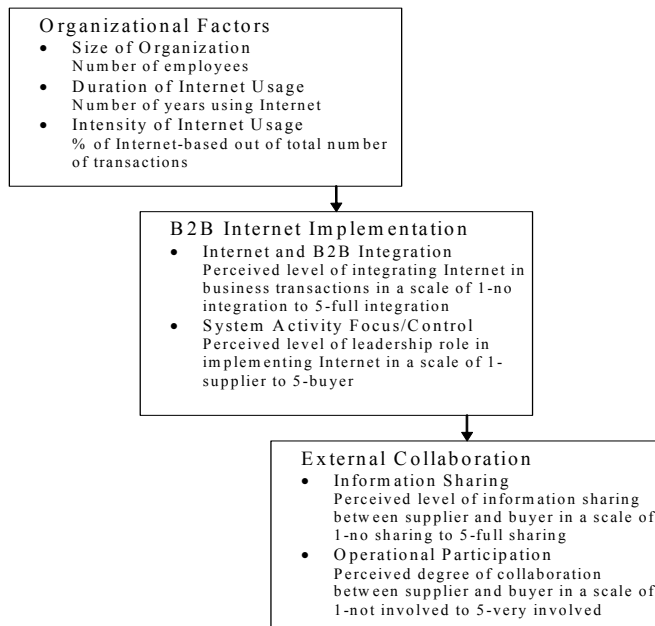 Organizational Factors
• Size of Organization
Number of employees
• Duration of Internet Usage
Number of years using Internet
• Intensity of Internet Usage
% of Internet-based out of total number
of transactions
B2B Internet Implementation
• Internet and B2B Integration
Perceived level of integrating Internet in
business transactions in a scale of 1-no
integration to 5-full integration
• System Activity Focus/Control
Perceived level of leadership role in
implementing Internet in a scale of 1-
supplier to 5-buyer
External Collaboration
• Information Sharing
Perceived level of information sharing
between supplier and buyer in a scale of
1-no sharing to 5-full sharing
• Operational Participation
Perceived degree of collaboration
between supplier and buyer in a scale of
1-not involved to 5-very involved